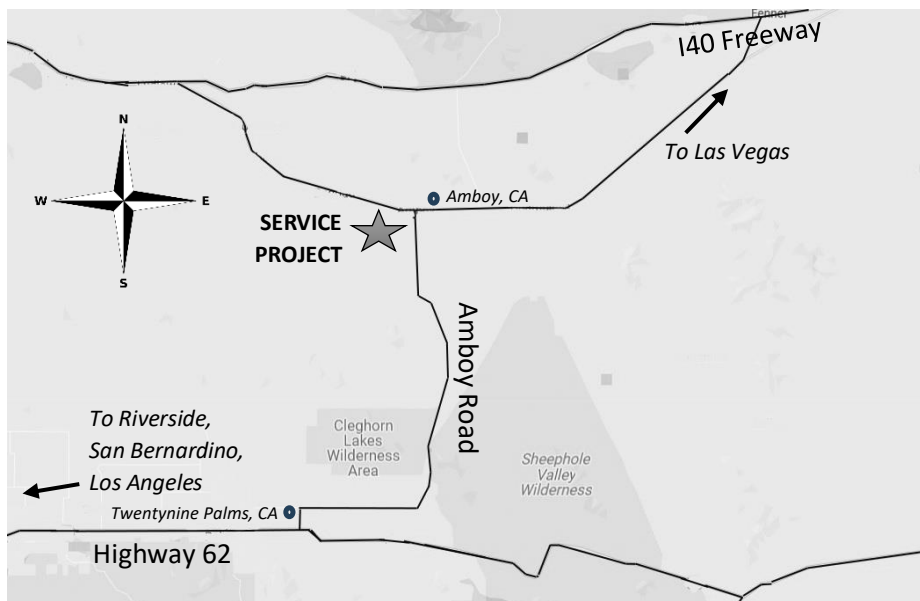 Fenner
I40 Freeway
To Las Vegas
N
W
E
S
Amboy, CA
SERVICE
PROJECT
Amboy Road
To Riverside,
San Bernardino,
Los Angeles
Cleghorn
Lakes
Wilderness
Area
Sheephole
Valley
Wilderness
Twentynine Palms, CA
Highway 62